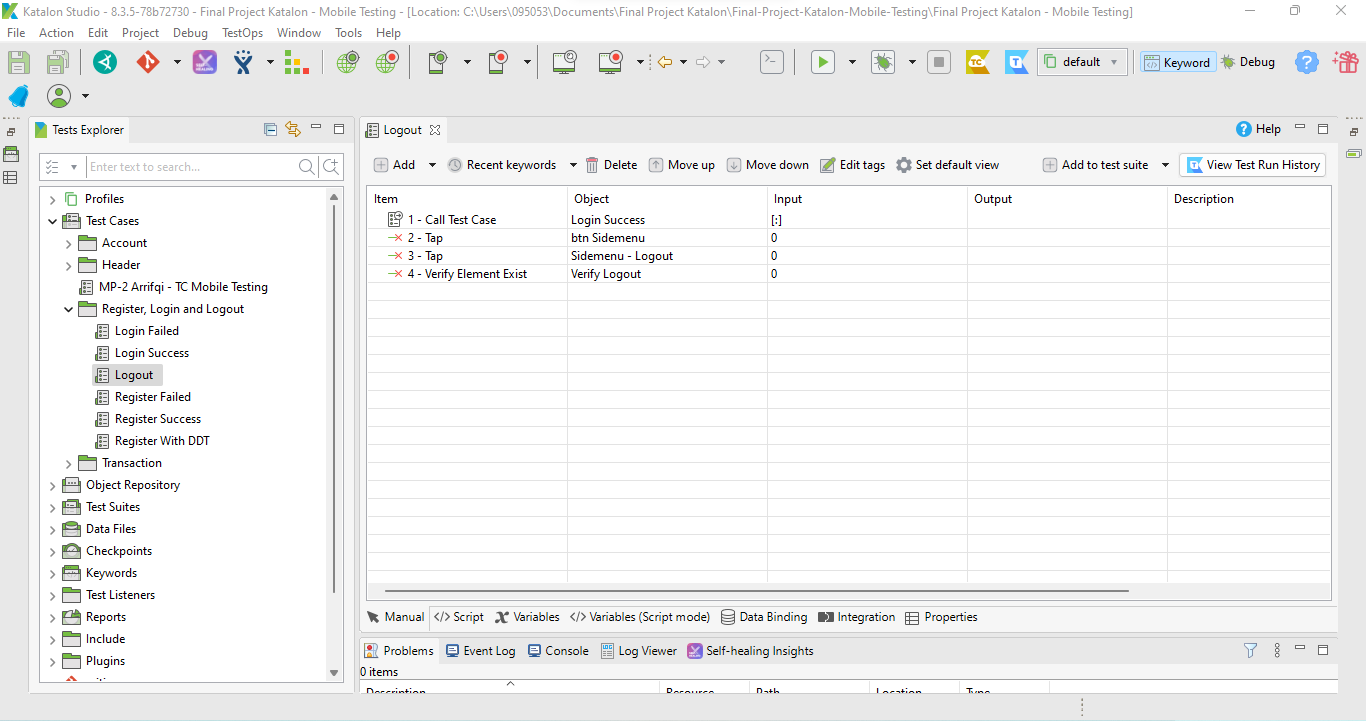 Katalon Studio - 8.3.5-78b72730 - Final Project Katalon - Mobile Testing - [Location: C:\Users\095053\Documents\Final Project Katalon\Final-Project-Katalon-Mobile-Testing\Final Project Katalon - Mobile Testing]
File Action Edit Project Debug TestOps Window Tools Help
default Keyword Debug
Tests Explorer
Enter text to search...
Profiles
Test Cases
Account
Header
MP-2 Arrifqi - TC Mobile Testing
Register, Login and Logout
Login Failed
Login Success
Logout
Register Failed
Register Success
Register With DDT
Transaction
Object Repository
Test Suites
Data Files
Checkpoints
Keywords
Test Listeners
Reports
Include
Plugins
Logout Help
Add Recent keywords Delete Move up Move down Edit tags Set default view Add to test suite View Test Run History
Item Object Input Output Description
1 - Call Test Case Login Success [:]
2 - Tap btn Sidemenu 0
3 - Tap Sidemenu - Logout 0
4 - Verify Element Exist Verify Logout 0
Manual </> Script Variables </> Variables (Script mode) Data Binding Integration Properties
Problems Event Log Console Log Viewer Self-healing Insights
0 items
Description Resource Path Location Type